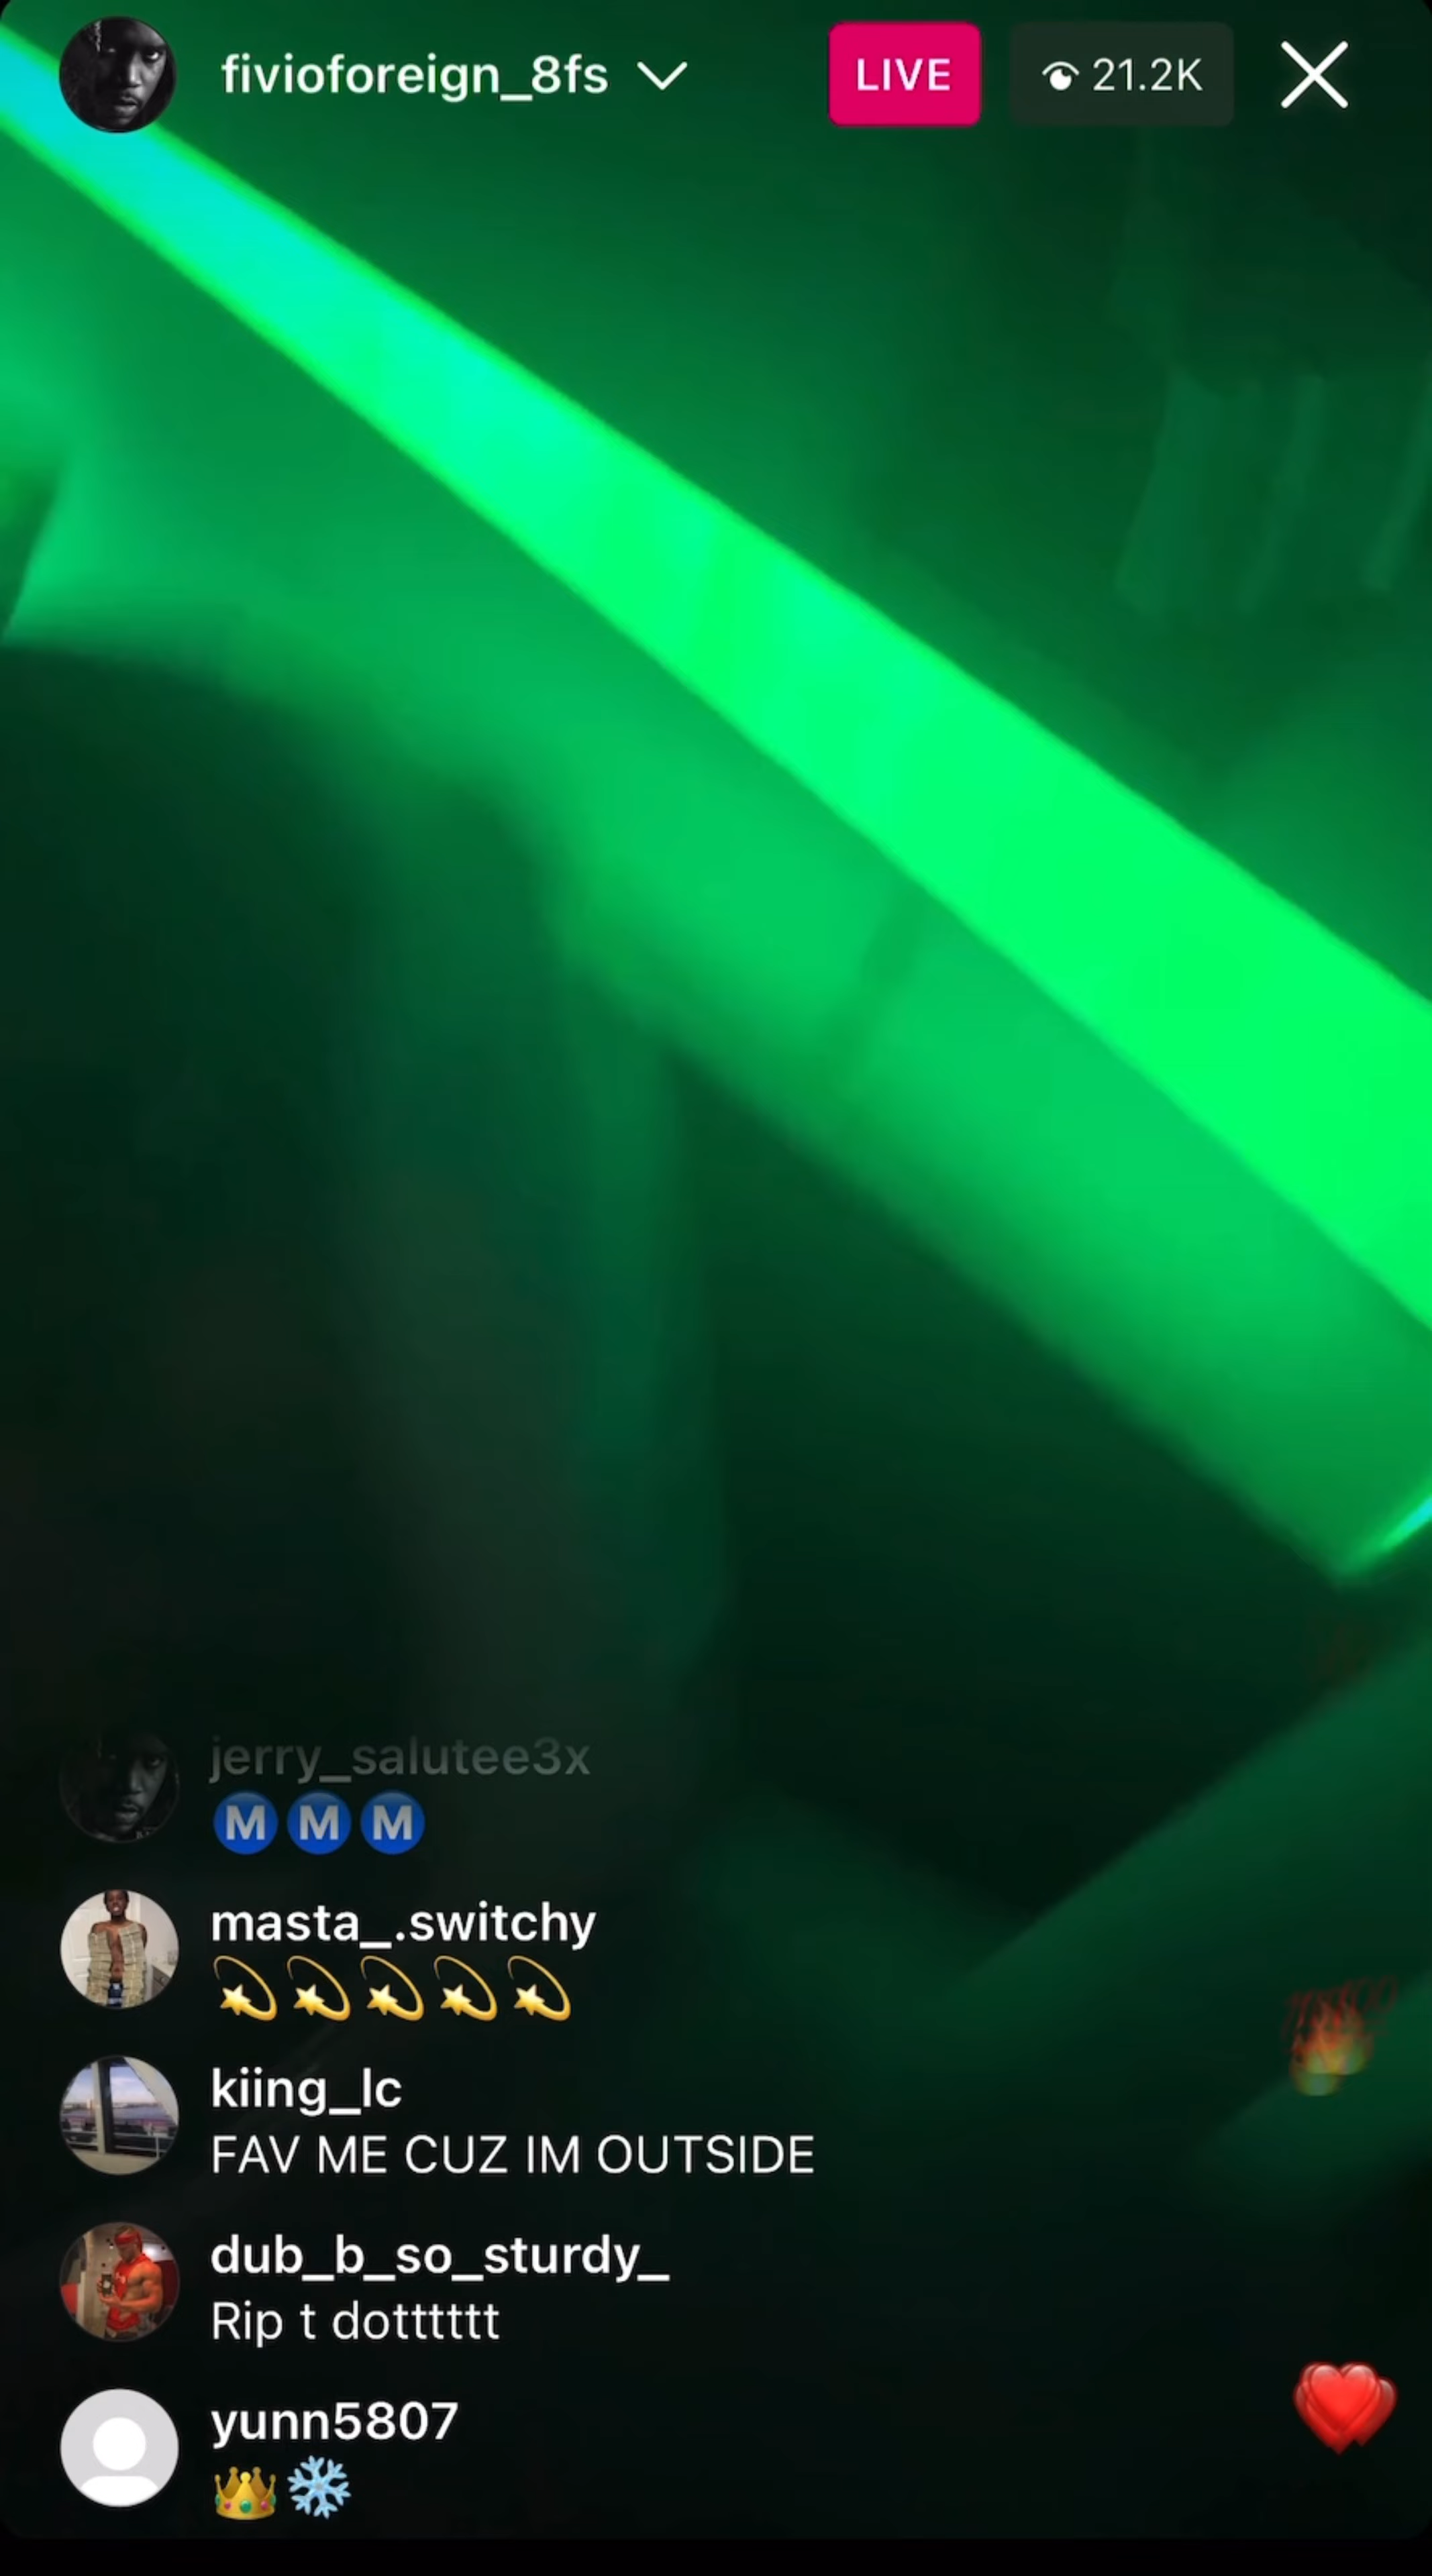 fivioforeign_8fs
LIVE
21.2K
jerry_salutee3x
Ⓜ️Ⓜ️Ⓜ️
masta_.switchy
💫💫💫💫💫
kiing_lc
FAV ME CUZ IM OUTSIDE
dub_b_so_sturdy_
Rip t dotttttt
yunn5807
👑❄️